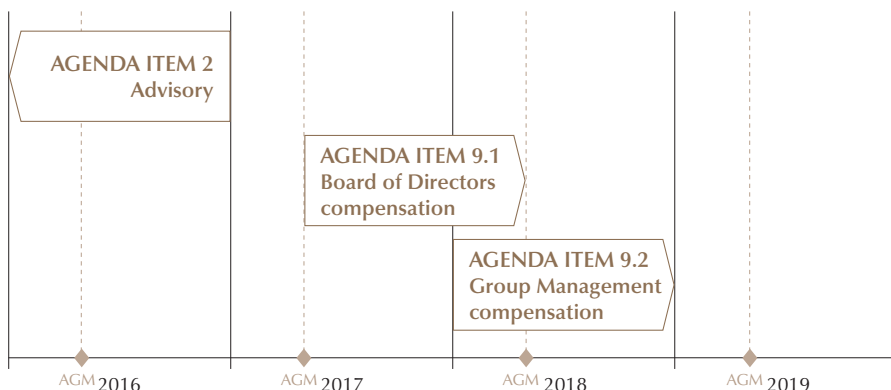 AGENDA ITEM 2
Advisory
AGENDA ITEM 9.1
Board of Directors
compensation
AGENDA ITEM 9.2
Group Management
compensation
AGM 2016 AGM 2017 AGM 2018 AGM 2019